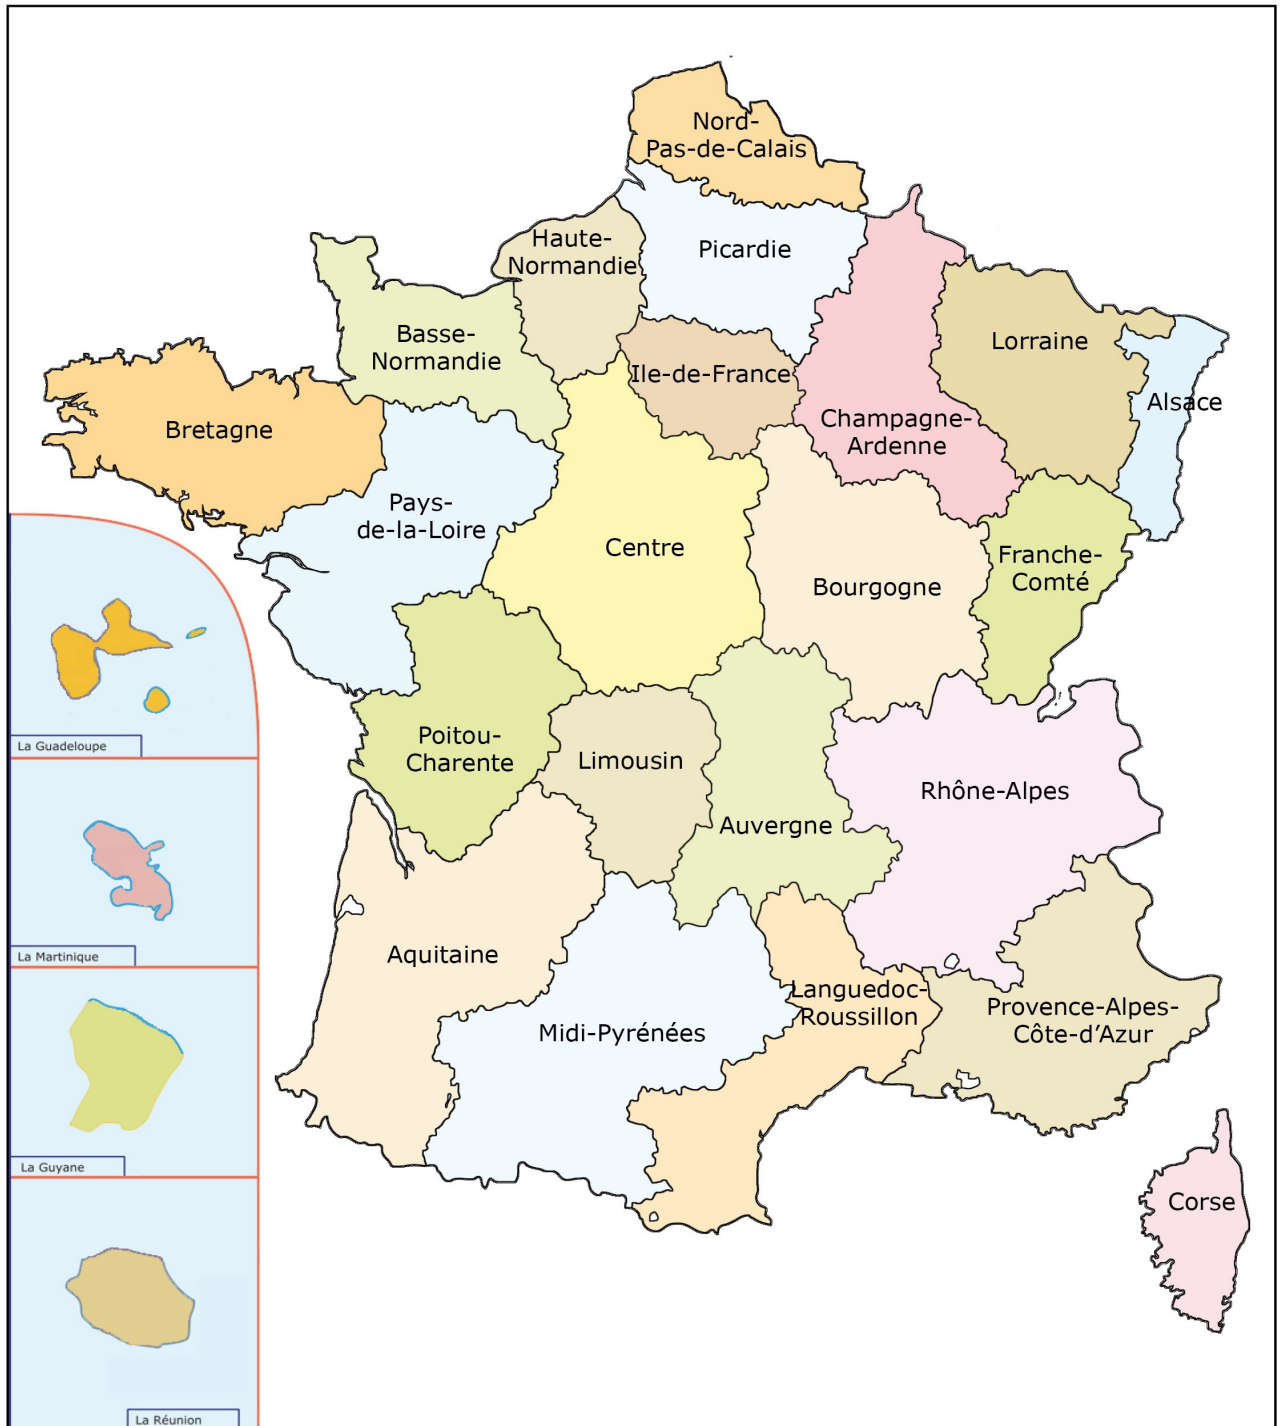 Nord-
Pas-de-Calais
Picardie
Haute-
Normandie
Basse-
Normandie
Ile-de-France
Champagne-
Ardenne
Lorraine
Alsace
Bretagne
Pays-
de-la-Loire
Centre
Bourgogne
Franche-
Comté
Poitou-
Charente
Limousin
Auvergne
Rhône-Alpes
Aquitaine
Midi-Pyrénées
Languedoc-
Roussillon
Provence-Alpes-
Côte-d’Azur
Corse
La Guadeloupe
La Martinique
La Guyane
La Réunion